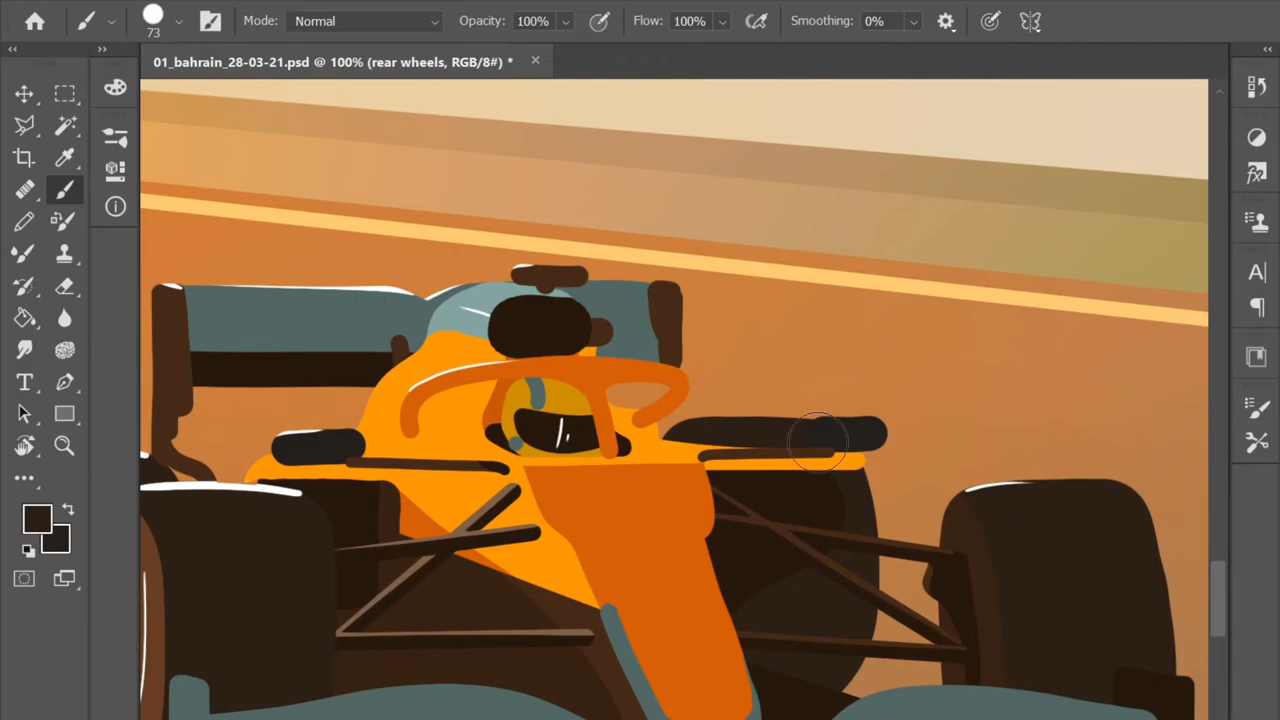 73
Mode: Normal Opacity: 100% Flow: 100% Smoothing: 0%
01_bahrain_28-03-21.psd @ 100% (rear wheels, RGB/8#) *